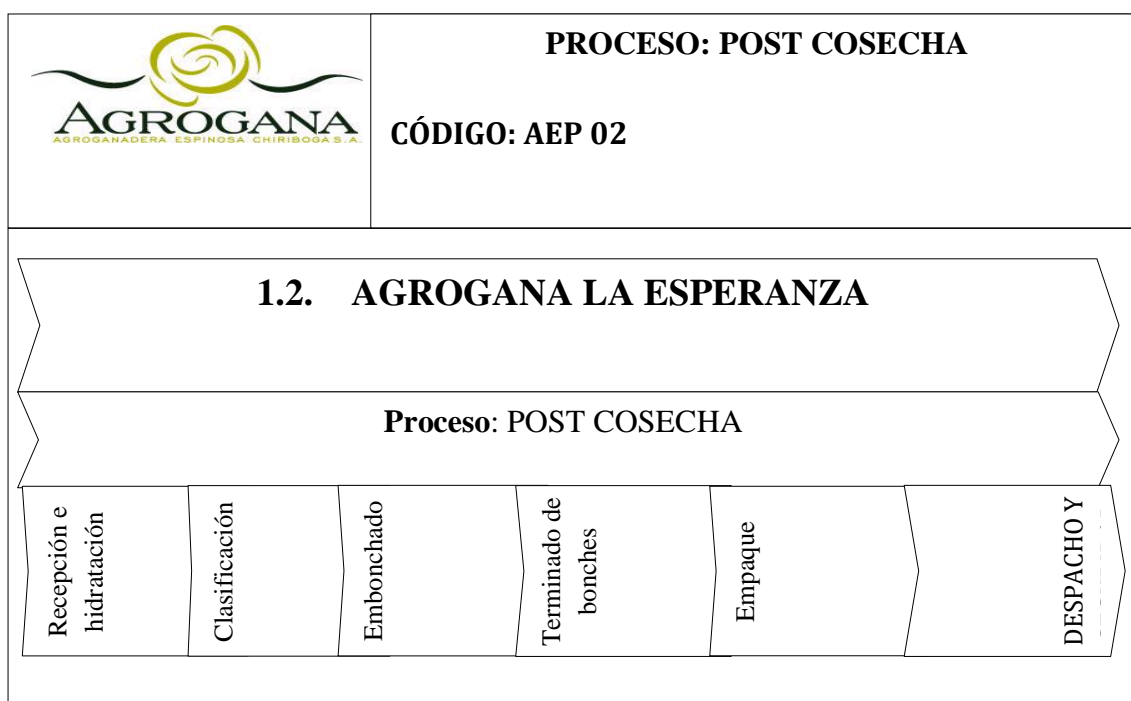 AGROGANA
AGROGANADERA ESPINOSA CHIRIBOGA S.A.
PROCESO: POST COSECHA
CÓDIGO: AEP 02
1.2. AGROGANA LA ESPERANZA
Proceso: POST COSECHA
Recepción e
hidratación
Clasificación
Embonchado
Terminado de
bonches
Empaque
DESPACHO Y